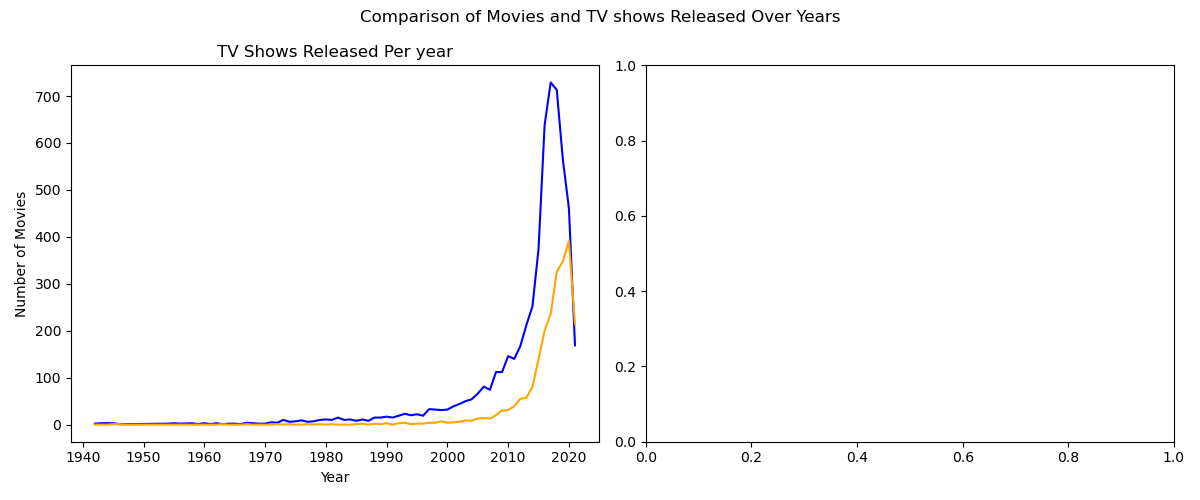 Comparison of Movies and TV shows Released Over Years
TV Shows Released Per year
Number of Movies
700
600
500
400
300
200
100
0
1940 1950 1960 1970 1980 1990 2000 2010 2020
Year
1.0
0.8
0.6
0.4
0.2
0.0
0.0 0.2 0.4 0.6 0.8 1.0